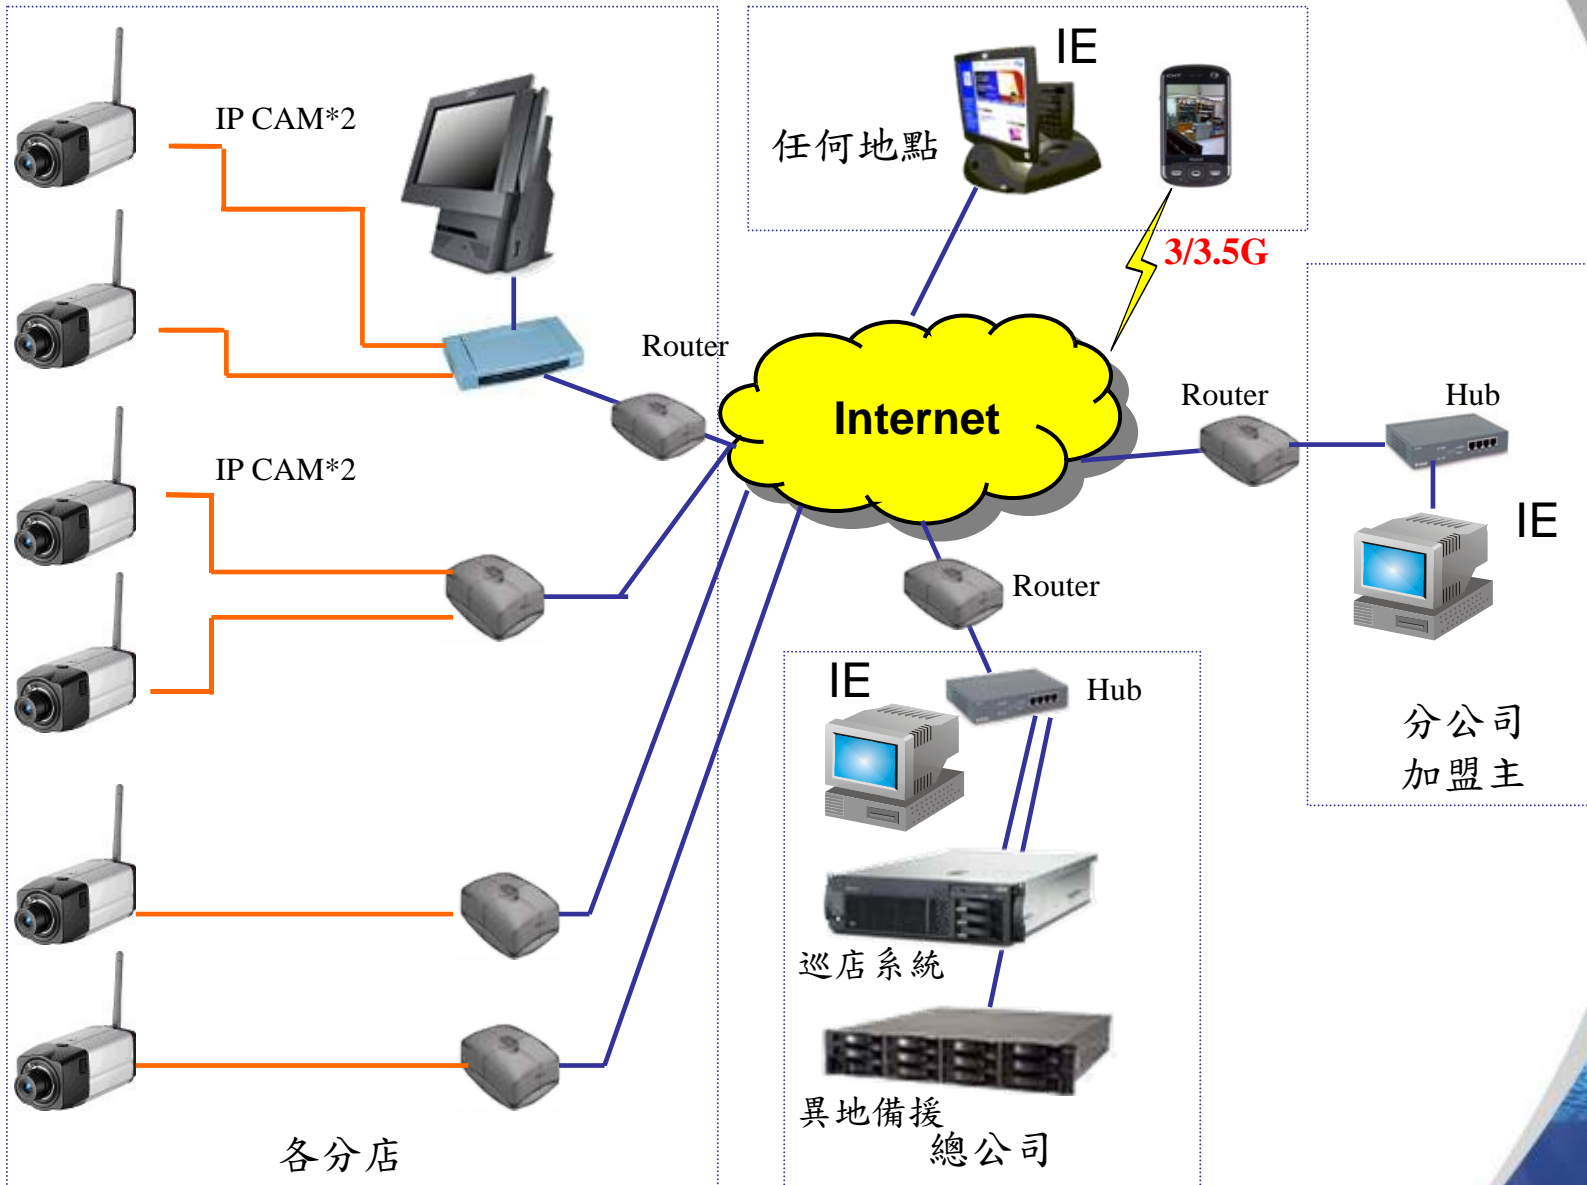 IP CAM*2
IE
任何地點
3/3.5G
Router
Internet
Router
Hub
IP CAM*2
IE
Router
IE
Hub
分公司
加盟主
巡店系統
異地備援
總公司
各分店